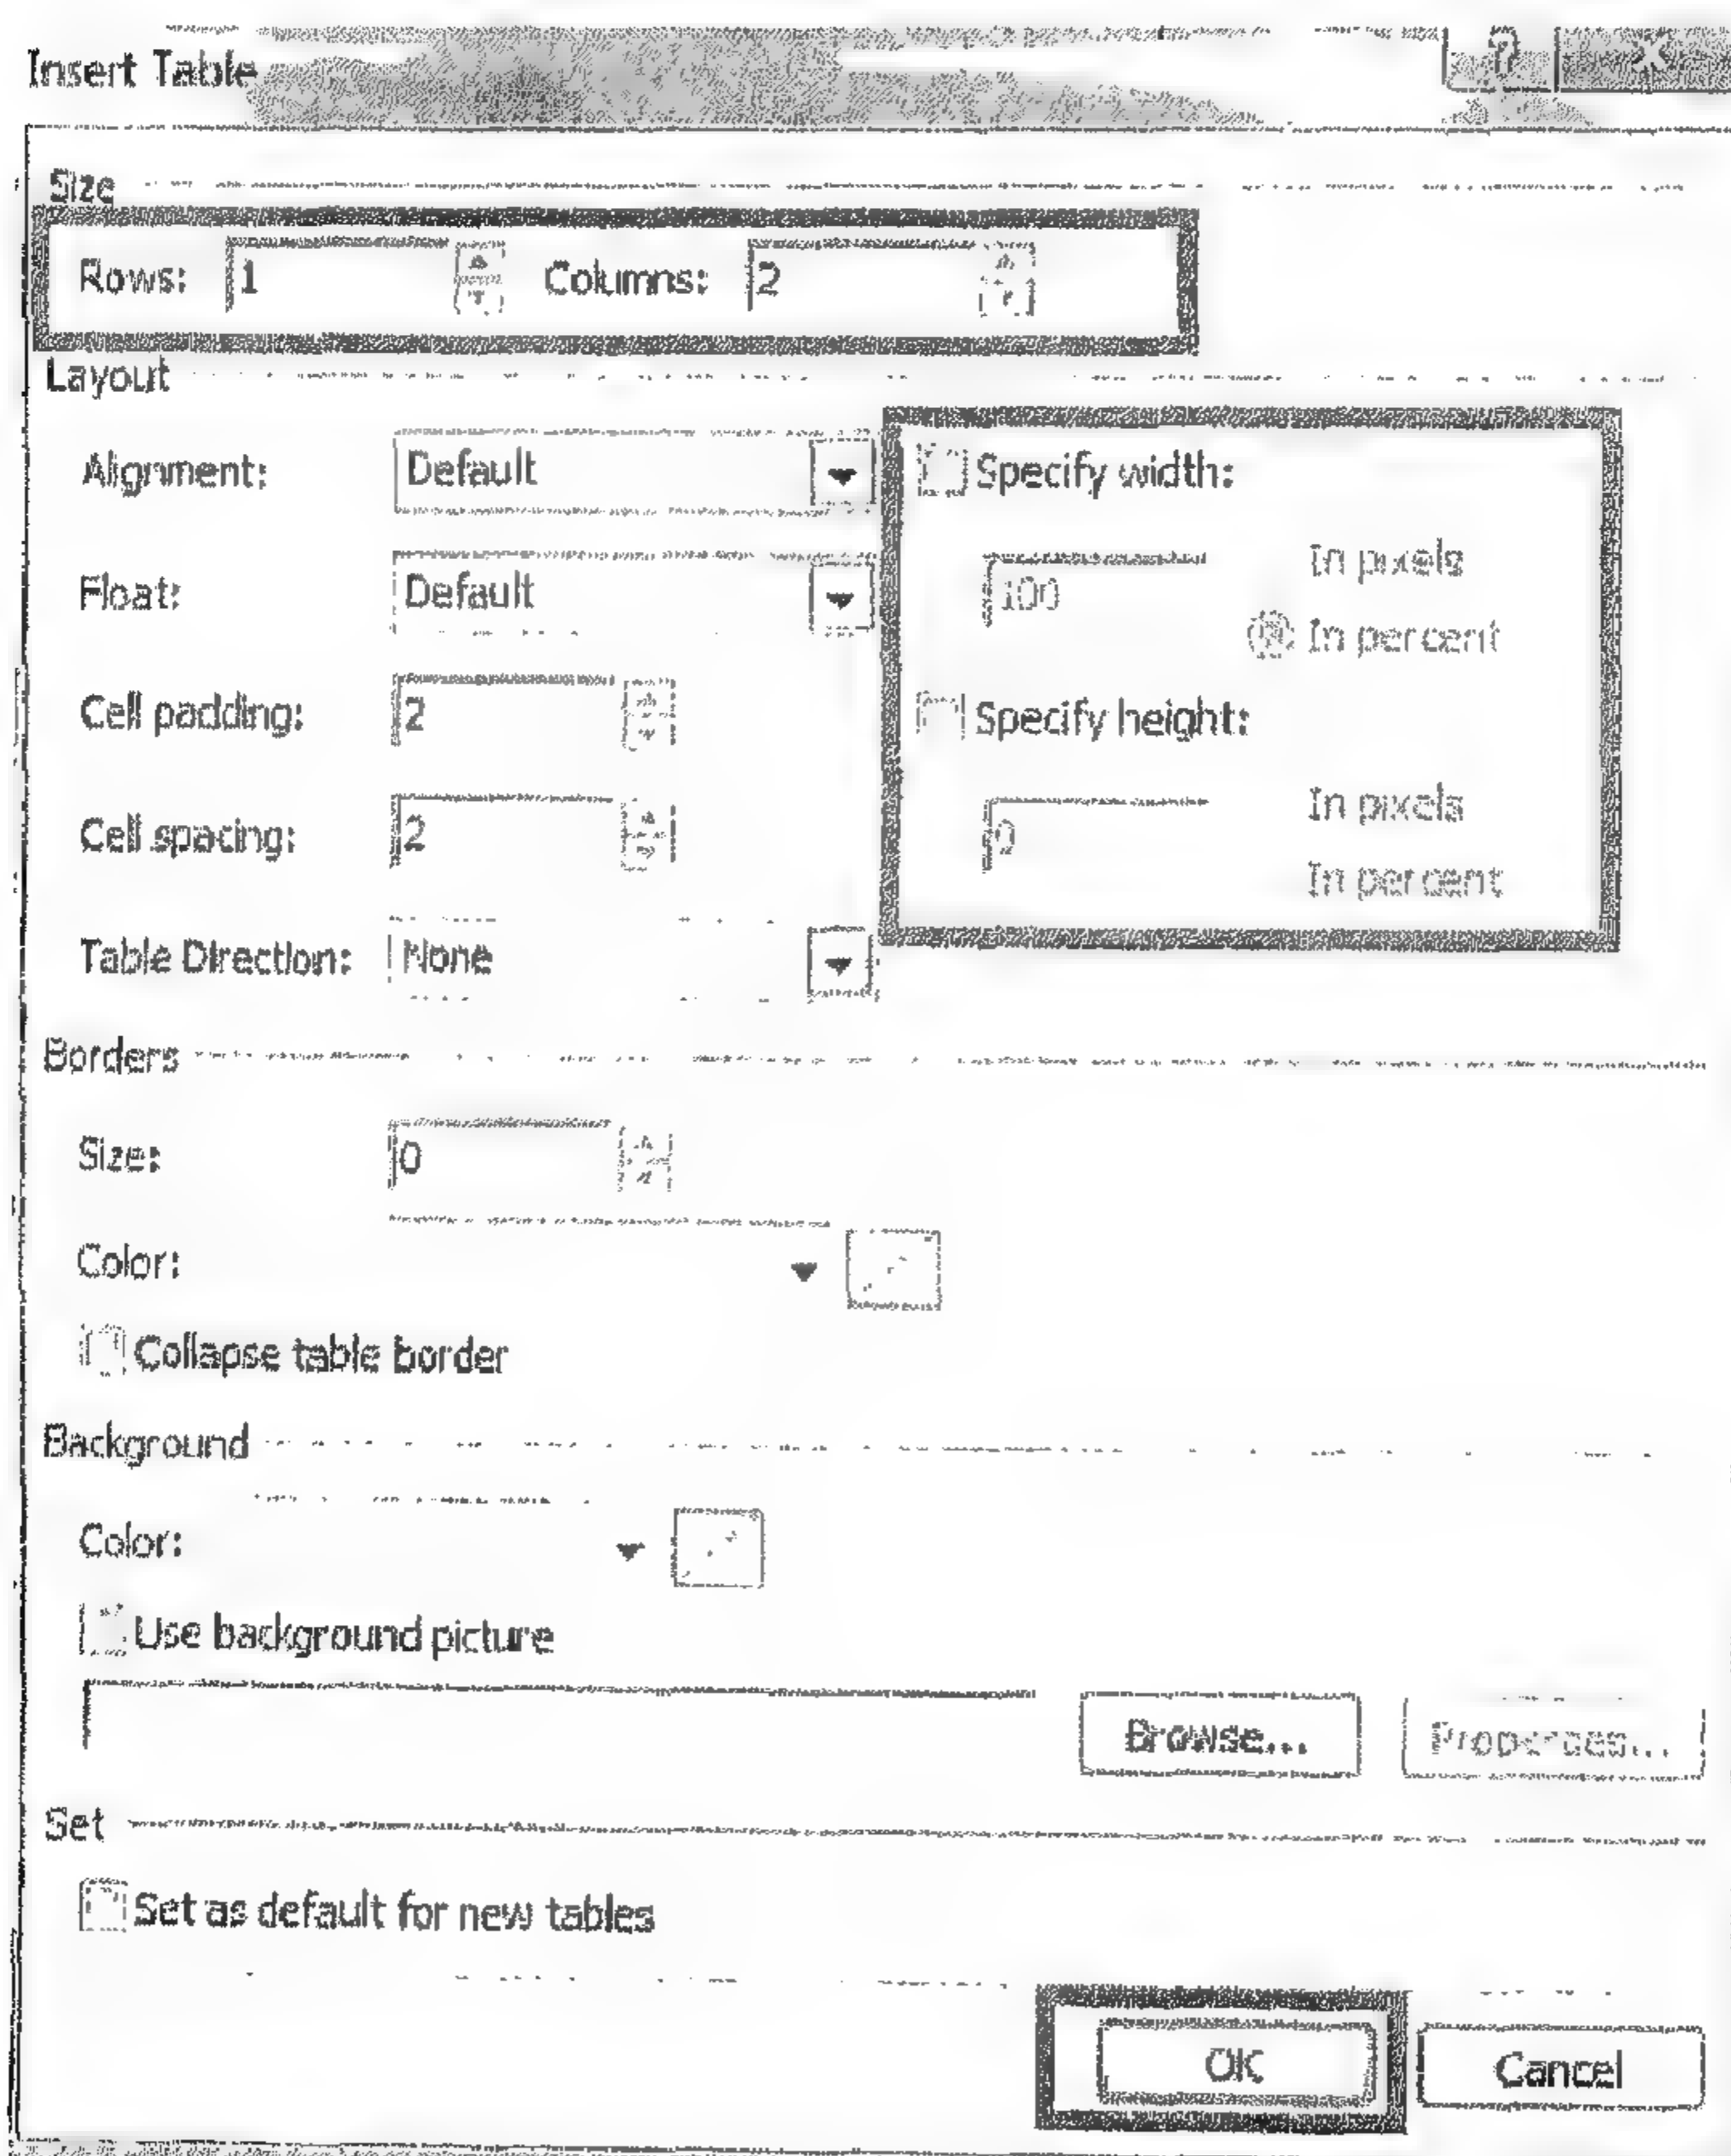 Insert Table ? X
Size
Rows: 1 Columns: 2
Layout
Alignment: Default Specify width:
Float: Default 100 In pixels
In percent
Cell padding: 2 Specify height:
Cell spacing: 2 0 In pixels
In percent
Table Direction: None
Borders
Size: 0
Color:
Collapse table border
Background
Color:
Use background picture
Browse... Properties...
Set
Set as default for new tables
OK Cancel